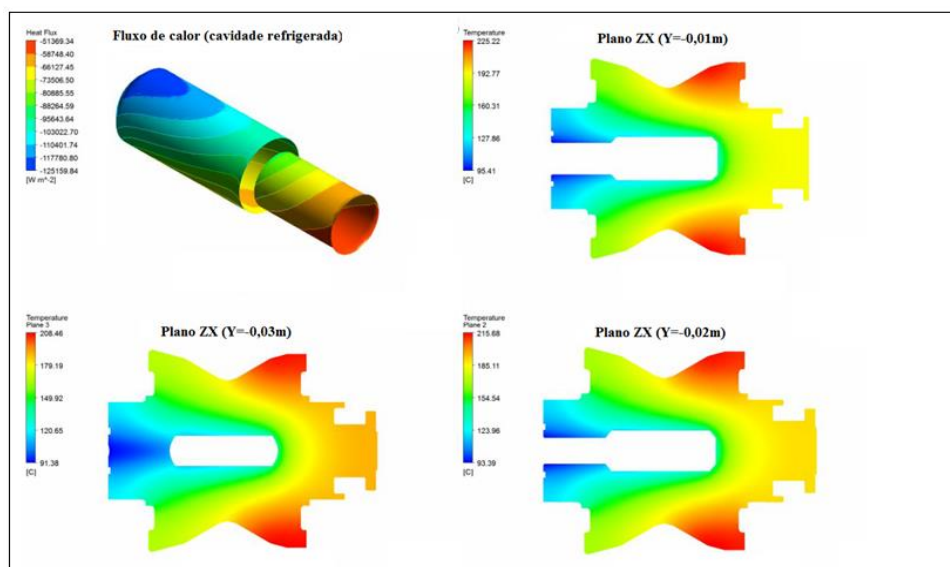 Heat Flux
Fluxo de calor (cavidade refrigerada)
-51369.34
-58748.40
-66127.45
-73506.50
-80885.55
-88264.59
-95643.64
-103022.70
-110401.74
-117780.80
-125159.84
[W m^-2]
Temperature
Plano ZX (Y=-0,01m)
225.22
192.77
160.31
127.86
95.41
[C]
Temperature
Plane 3
Plano ZX (Y=-0,03m)
208.46
179.19
149.92
120.65
91.38
[C]
Temperature
Plane 2
Plano ZX (Y=-0,02m)
215.68
185.11
154.54
123.96
93.39
[C]